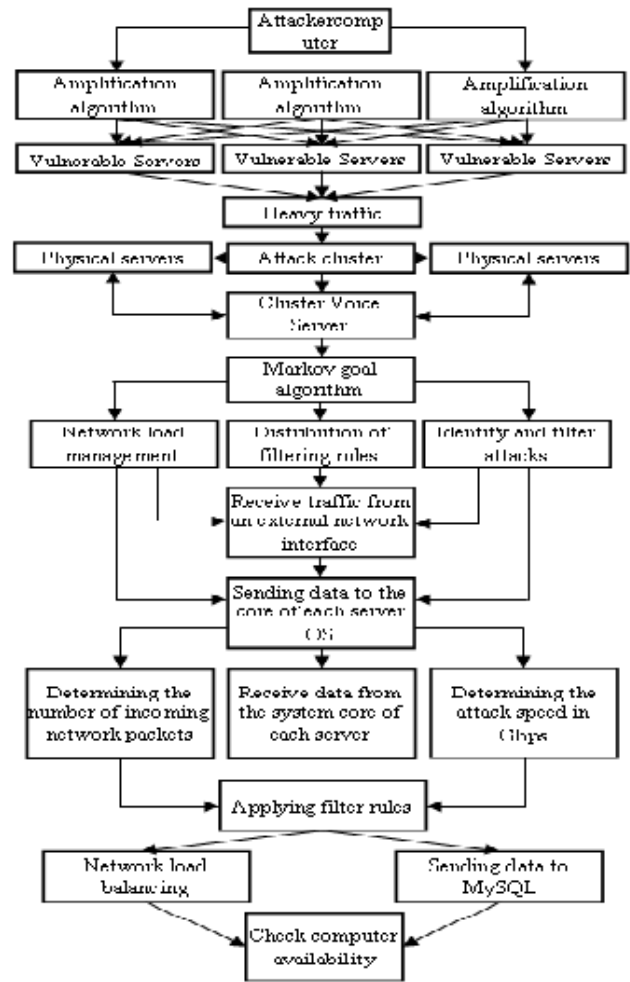 Attackercomp
uter
Amplification
algorithm
Amplification
algorithm
Amplification
algorithm
Vulnerable Servers
Vulnerable Servers
Vulnerable Servers
Heavy traffic
Physical servers
Attack cluster
Physical servers
Cluster Voice
Server
Markov goal
algorithm
Network load
management
Distribution of
filtering rules
Identify and filter
attacks
Receive traffic from
an external network
interface
Sending data to the
core of each server
OS
Determining the
number of incoming
network packets
Receive data from
the system core of
each server
Determining the
attack speed in
Gbps
Applying filter rules
Network load
balancing
Sending data to
MySQL
Check computer
availability